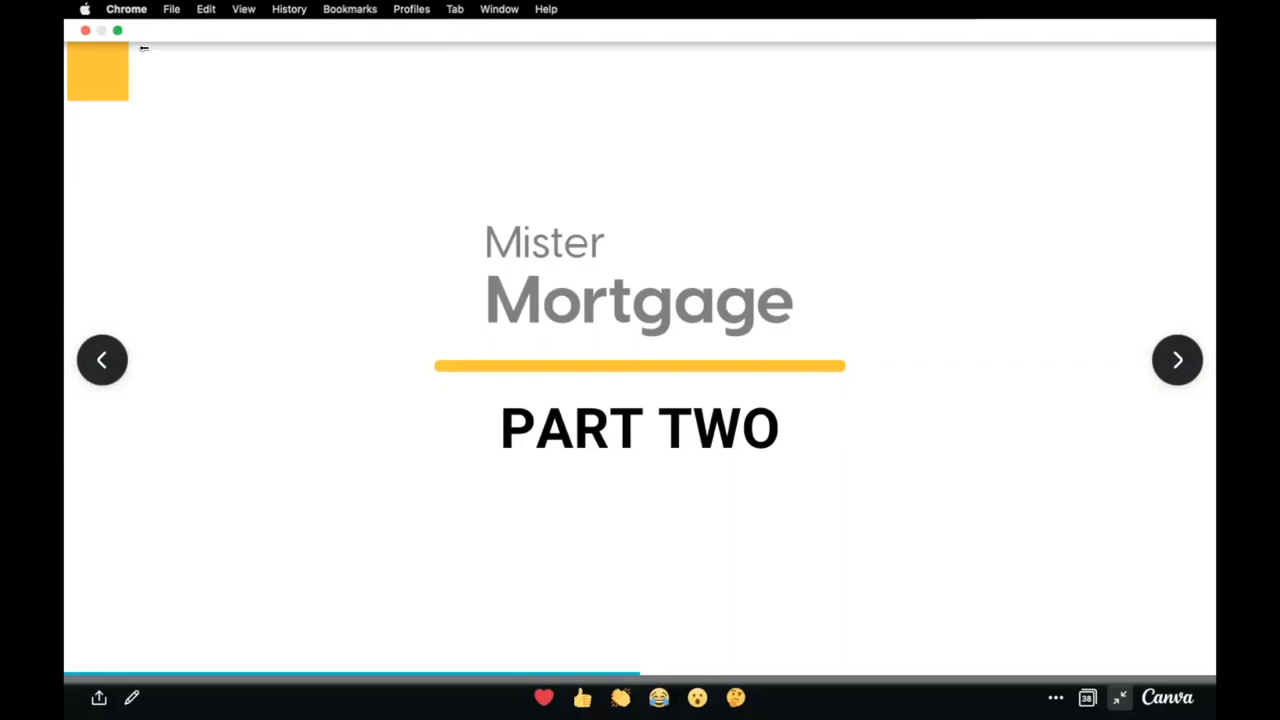 Chrome File Edit View History Bookmarks Profiles Tab Window Help
Mister
Mortgage
PART TWO
38
Canva